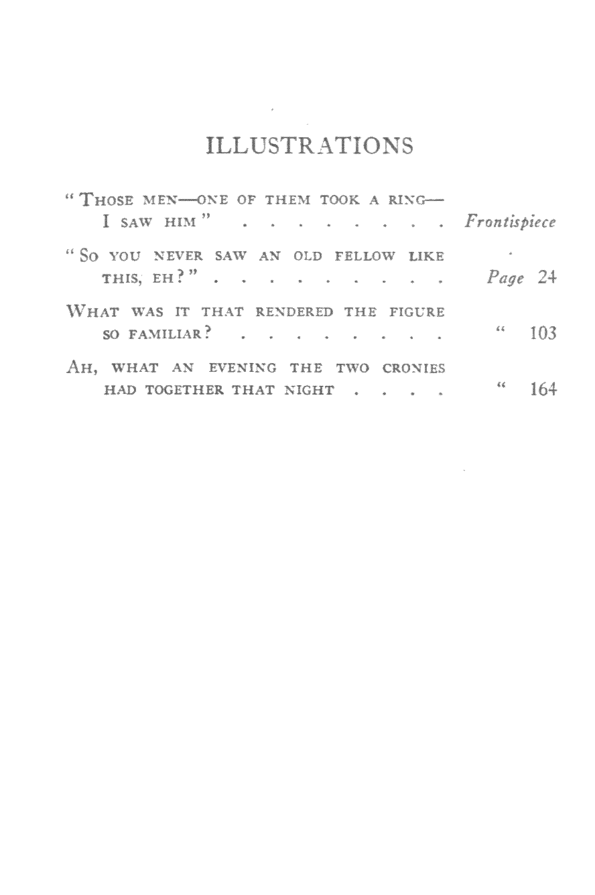 ILLUSTRATIONS
“ THOSE MEN—ONE OF THEM TOOK A RING—
I SAW HIM ” . . . . . . . . Frontispiece
“ SO YOU NEVER SAW AN OLD FELLOW LIKE
THIS, EH? ” . . . . . . . . . Page 24
WHAT WAS IT THAT RENDERED THE FIGURE
SO FAMILIAR? . . . . . . . . “ 103
AH, WHAT AN EVENING THE TWO CRONIES
HAD TOGETHER THAT NIGHT . . . . “ 164